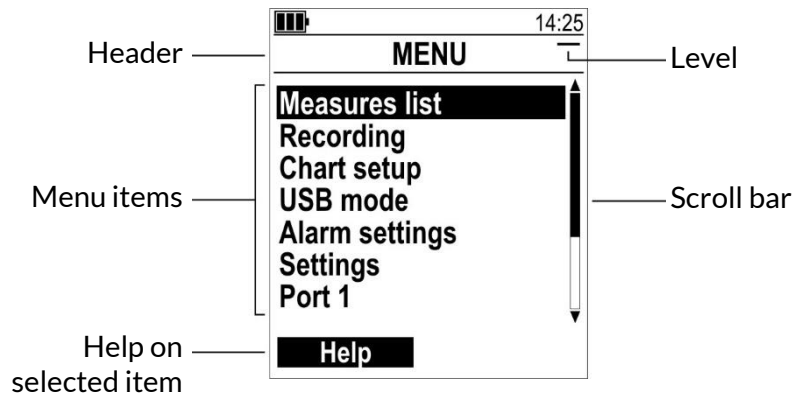 14:25
Header
MENU
Level
Measures list
Recording
Chart setup
USB mode
Alarm settings
Settings
Port 1
Menu items
Scroll bar
Help on
selected item
Help